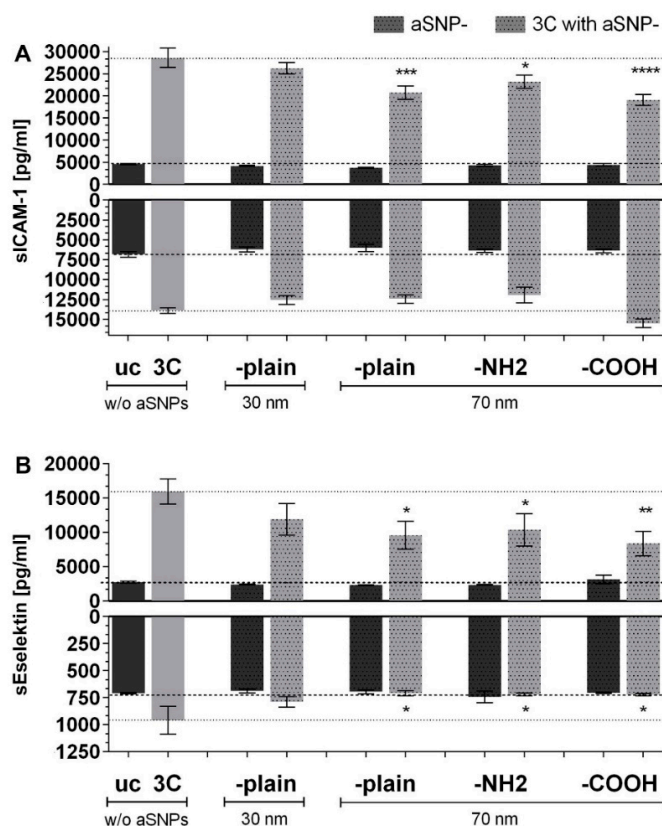 aSNP- 3C with aSNP-
A
sICAM-1 [pg/ml]
30000
25000
20000
15000
10000
5000
0
2500
5000
7500
10000
12500
15000
*** * ****
uc 3C -plain -plain -NH2 -COOH
w/o aSNPs 30 nm 70 nm
B
sEselektin [pg/ml]
20000
15000
10000
5000
0
250
500
750
1000
1250
* * **
* * *
uc 3C -plain -plain -NH2 -COOH
w/o aSNPs 30 nm 70 nm